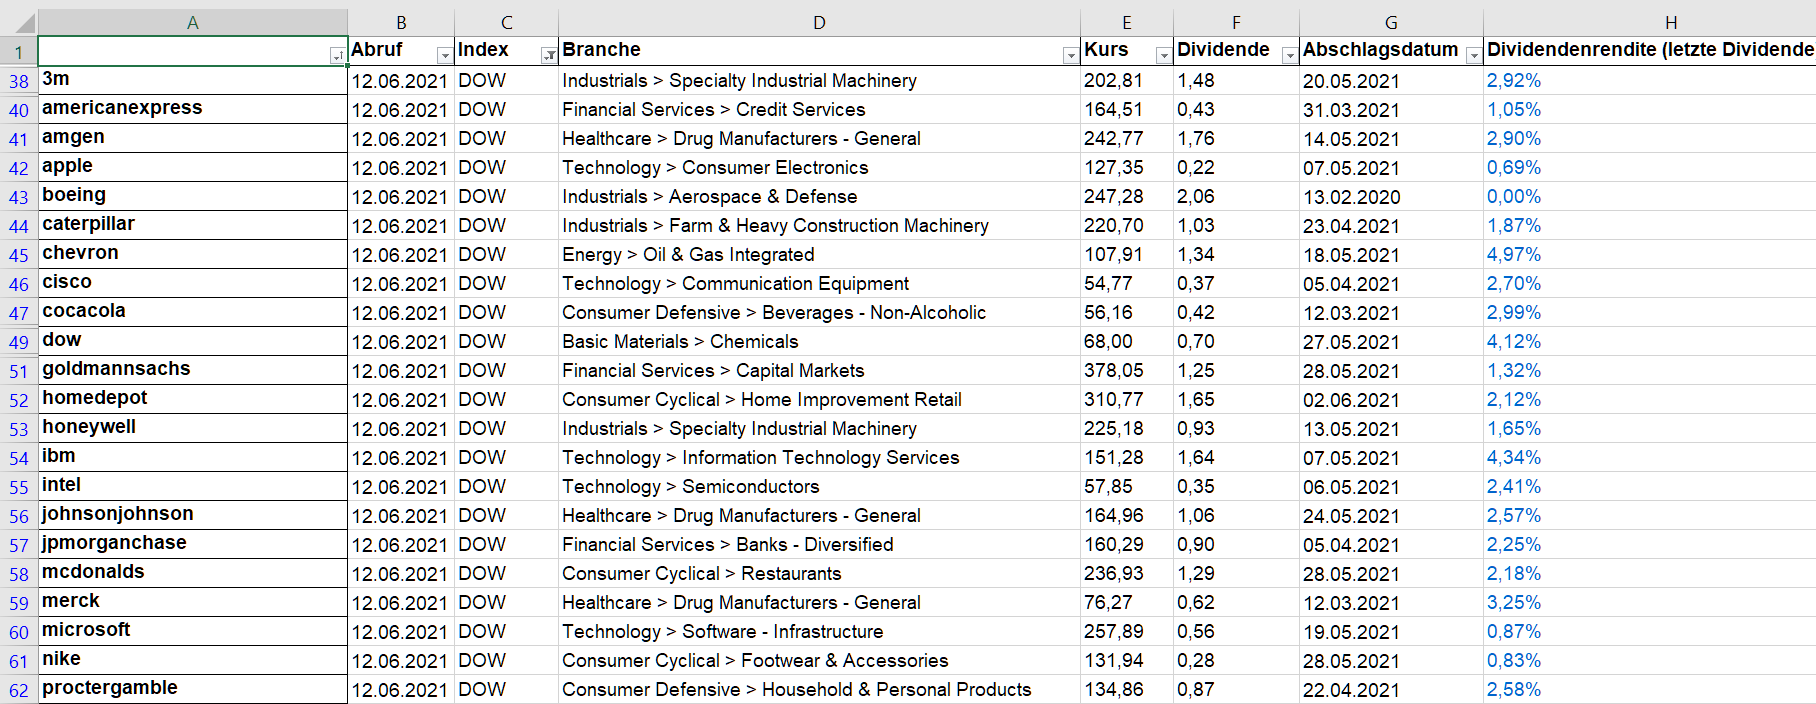 A B C D E F G H
1 Abruf Index Branche Kurs Dividende Abschlagsdatum Dividendenrendite (letzte Dividende
38 3m 12.06.2021 DOW Industrials > Specialty Industrial Machinery 202,81 1,48 20.05.2021 2,92%
40 americanexpress 12.06.2021 DOW Financial Services > Credit Services 164,51 0,43 31.03.2021 1,05%
41 amgen 12.06.2021 DOW Healthcare > Drug Manufacturers - General 242,77 1,76 14.05.2021 2,90%
42 apple 12.06.2021 DOW Technology > Consumer Electronics 127,35 0,22 07.05.2021 0,69%
43 boeing 12.06.2021 DOW Industrials > Aerospace & Defense 247,28 2,06 13.02.2020 0,00%
44 caterpillar 12.06.2021 DOW Industrials > Farm & Heavy Construction Machinery 220,70 1,03 23.04.2021 1,87%
45 chevron 12.06.2021 DOW Energy > Oil & Gas Integrated 107,91 1,34 18.05.2021 4,97%
46 cisco 12.06.2021 DOW Technology > Communication Equipment 54,77 0,37 05.04.2021 2,70%
47 cocacola 12.06.2021 DOW Consumer Defensive > Beverages - Non-Alcoholic 56,16 0,42 12.03.2021 2,99%
49 dow 12.06.2021 DOW Basic Materials > Chemicals 68,00 0,70 27.05.2021 4,12%
51 goldmannsachs 12.06.2021 DOW Financial Services > Capital Markets 378,05 1,25 28.05.2021 1,32%
52 homedepot 12.06.2021 DOW Consumer Cyclical > Home Improvement Retail 310,77 1,65 02.06.2021 2,12%
53 honeywell 12.06.2021 DOW Industrials > Specialty Industrial Machinery 225,18 0,93 13.05.2021 1,65%
54 ibm 12.06.2021 DOW Technology > Information Technology Services 151,28 1,64 07.05.2021 4,34%
55 intel 12.06.2021 DOW Technology > Semiconductors 57,85 0,35 06.05.2021 2,41%
56 johnsonjohnson 12.06.2021 DOW Healthcare > Drug Manufacturers - General 164,96 1,06 24.05.2021 2,57%
57 jpmorganchase 12.06.2021 DOW Financial Services > Banks - Diversified 160,29 0,90 05.04.2021 2,25%
58 mcdonalds 12.06.2021 DOW Consumer Cyclical > Restaurants 236,93 1,29 28.05.2021 2,18%
59 merck 12.06.2021 DOW Healthcare > Drug Manufacturers - General 76,27 0,62 12.03.2021 3,25%
60 microsoft 12.06.2021 DOW Technology > Software - Infrastructure 257,89 0,56 19.05.2021 0,87%
61 nike 12.06.2021 DOW Consumer Cyclical > Footwear & Accessories 131,94 0,28 28.05.2021 0,83%
62 proctergamble 12.06.2021 DOW Consumer Defensive > Household & Personal Products 134,86 0,87 22.04.2021 2,58%